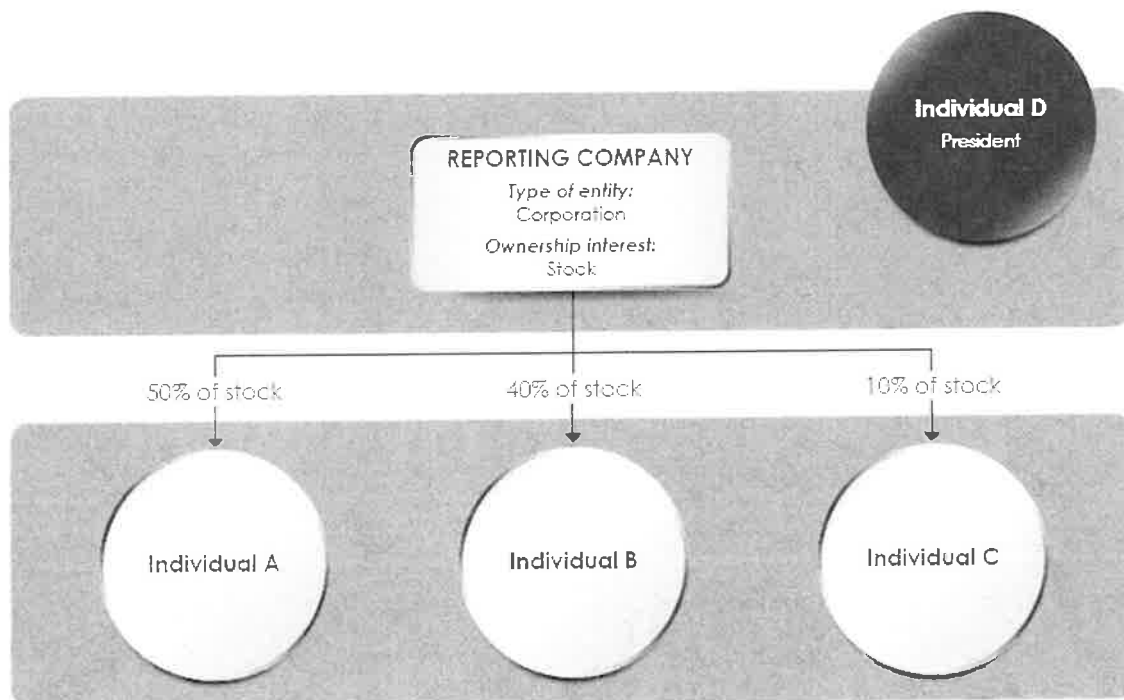 Individual D
President
REPORTING COMPANY
Type of entity:
Corporation
Ownership interest:
Stock
50% of stock
40% of stock
10% of stock
Individual A
Individual B
Individual C